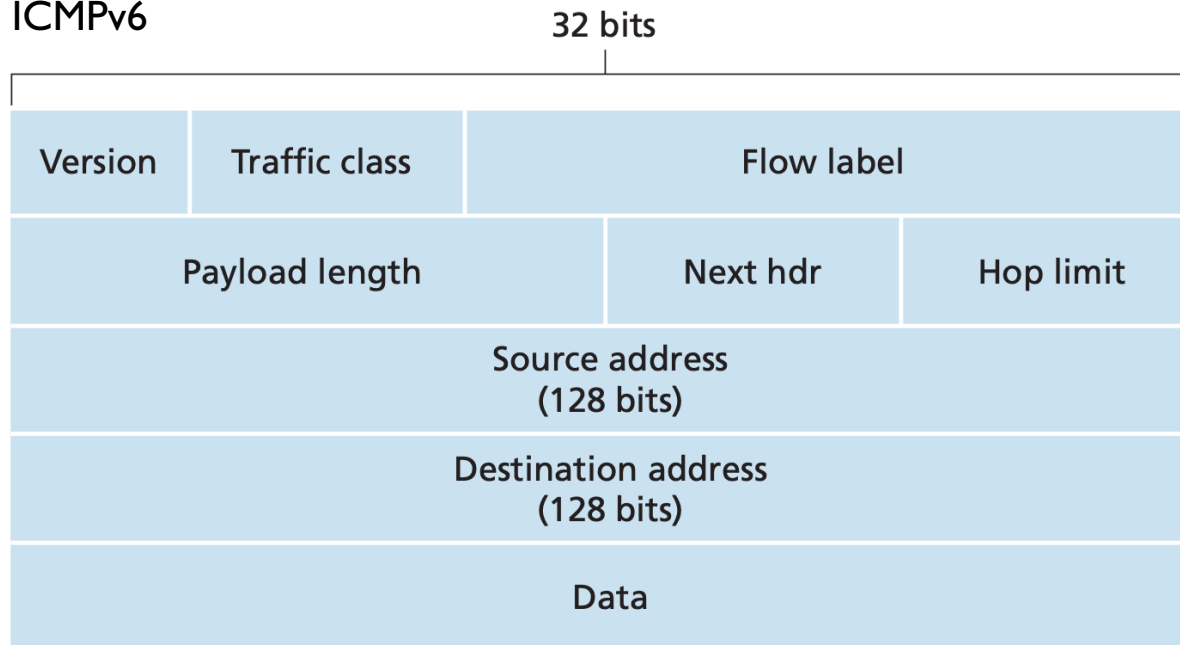 ICMPv6
32 bits
Version
Traffic class
Flow label
Payload length
Next hdr
Hop limit
Source address
(128 bits)
Destination address
(128 bits)
Data